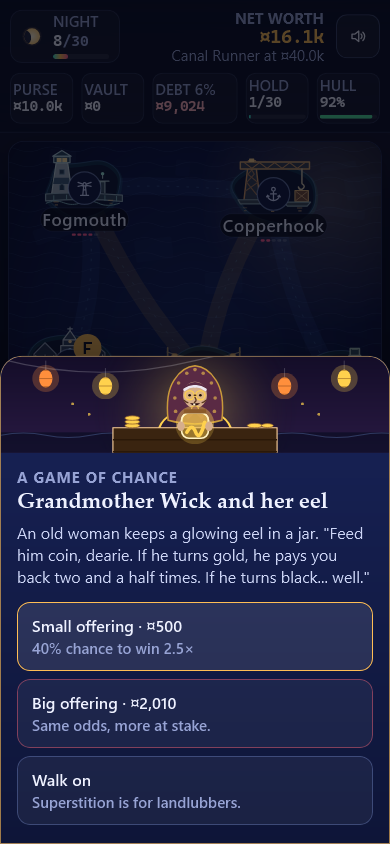 NIGHT
8/30
NET WORTH
¤16.1k
Canal Runner at ¤40.0k
PURSE
¤10.0k
VAULT
¤0
DEBT 6%
¤9,024
HOLD
1/30
HULL
92%
Fogmouth
Copperhook
F
A GAME OF CHANCE
Grandmother Wick and her eel
An old woman keeps a glowing eel in a jar. "Feed
him coin, dearie. If he turns gold, he pays you
back two and a half times. If he turns black... well."
Small offering · ¤500
40% chance to win 2.5×
Big offering · ¤2,010
Same odds, more at stake.
Walk on
Superstition is for landlubbers.